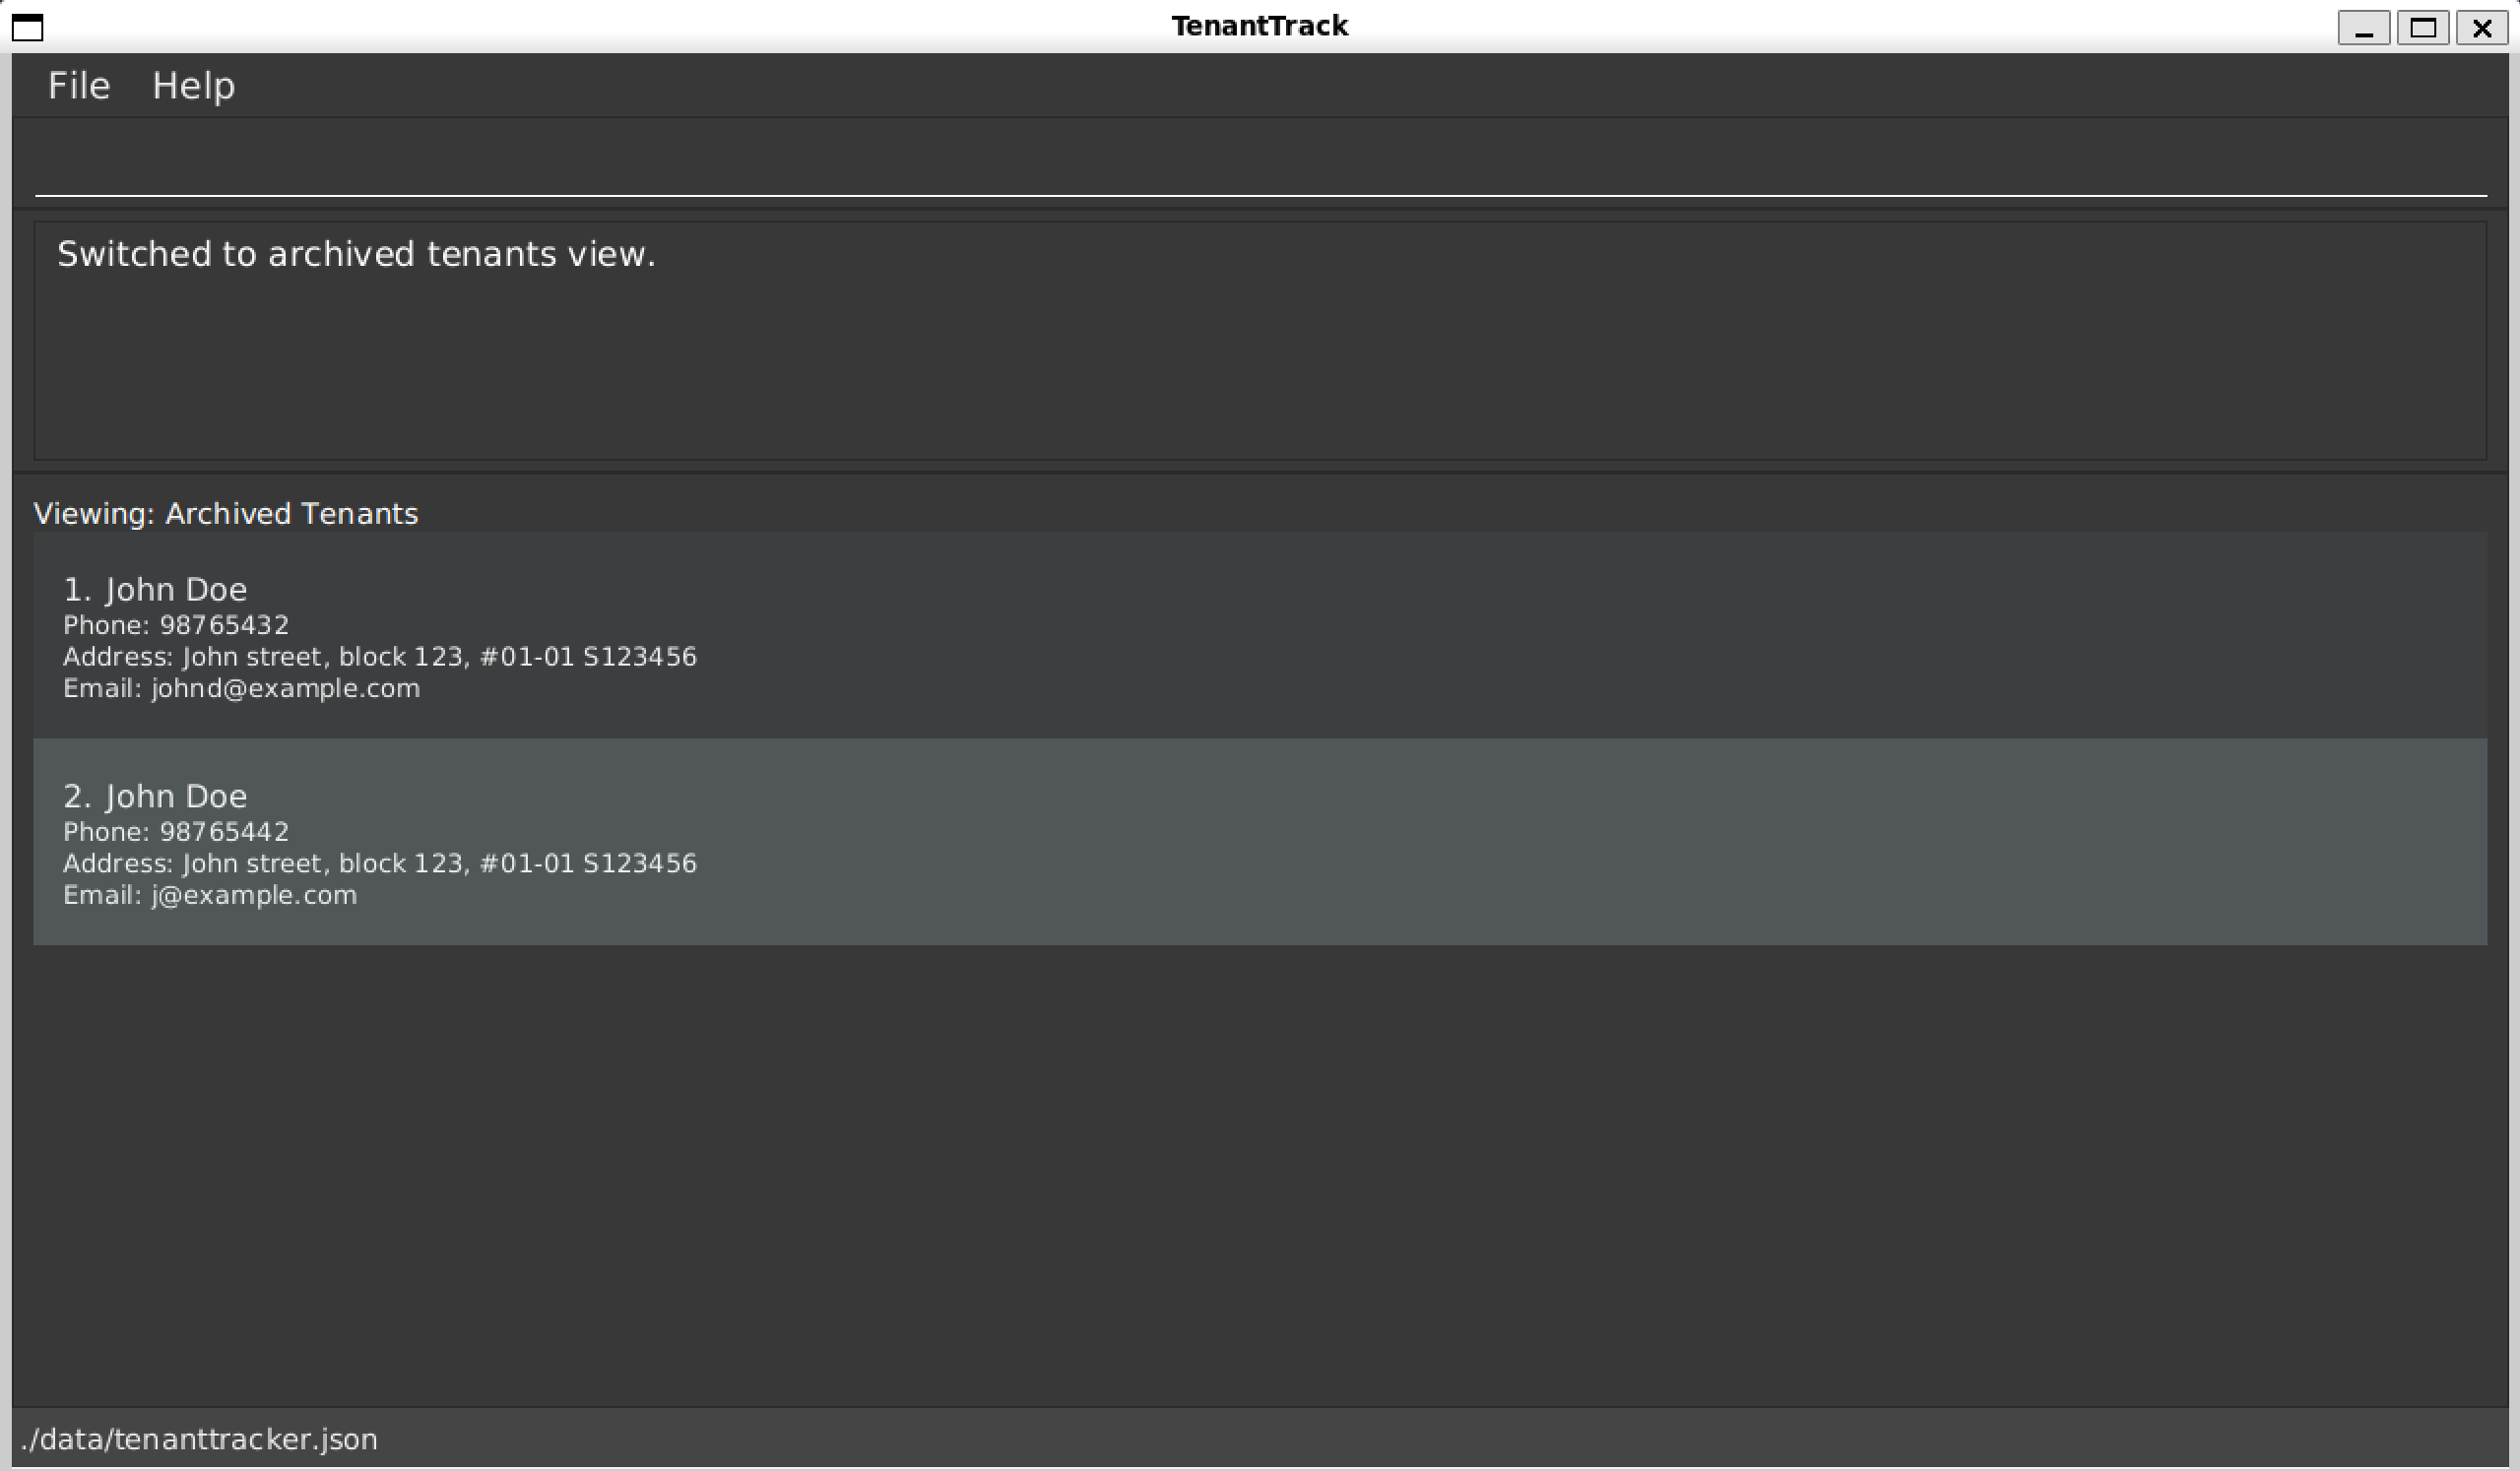 TenantTrack
File Help
Switched to archived tenants view.
Viewing: Archived Tenants
1. John Doe
Phone: 98765432
Address: John street, block 123, #01-01 S123456
Email: johnd@example.com
2. John Doe
Phone: 98765442
Address: John street, block 123, #01-01 S123456
Email: j@example.com
./data/tenanttracker.json